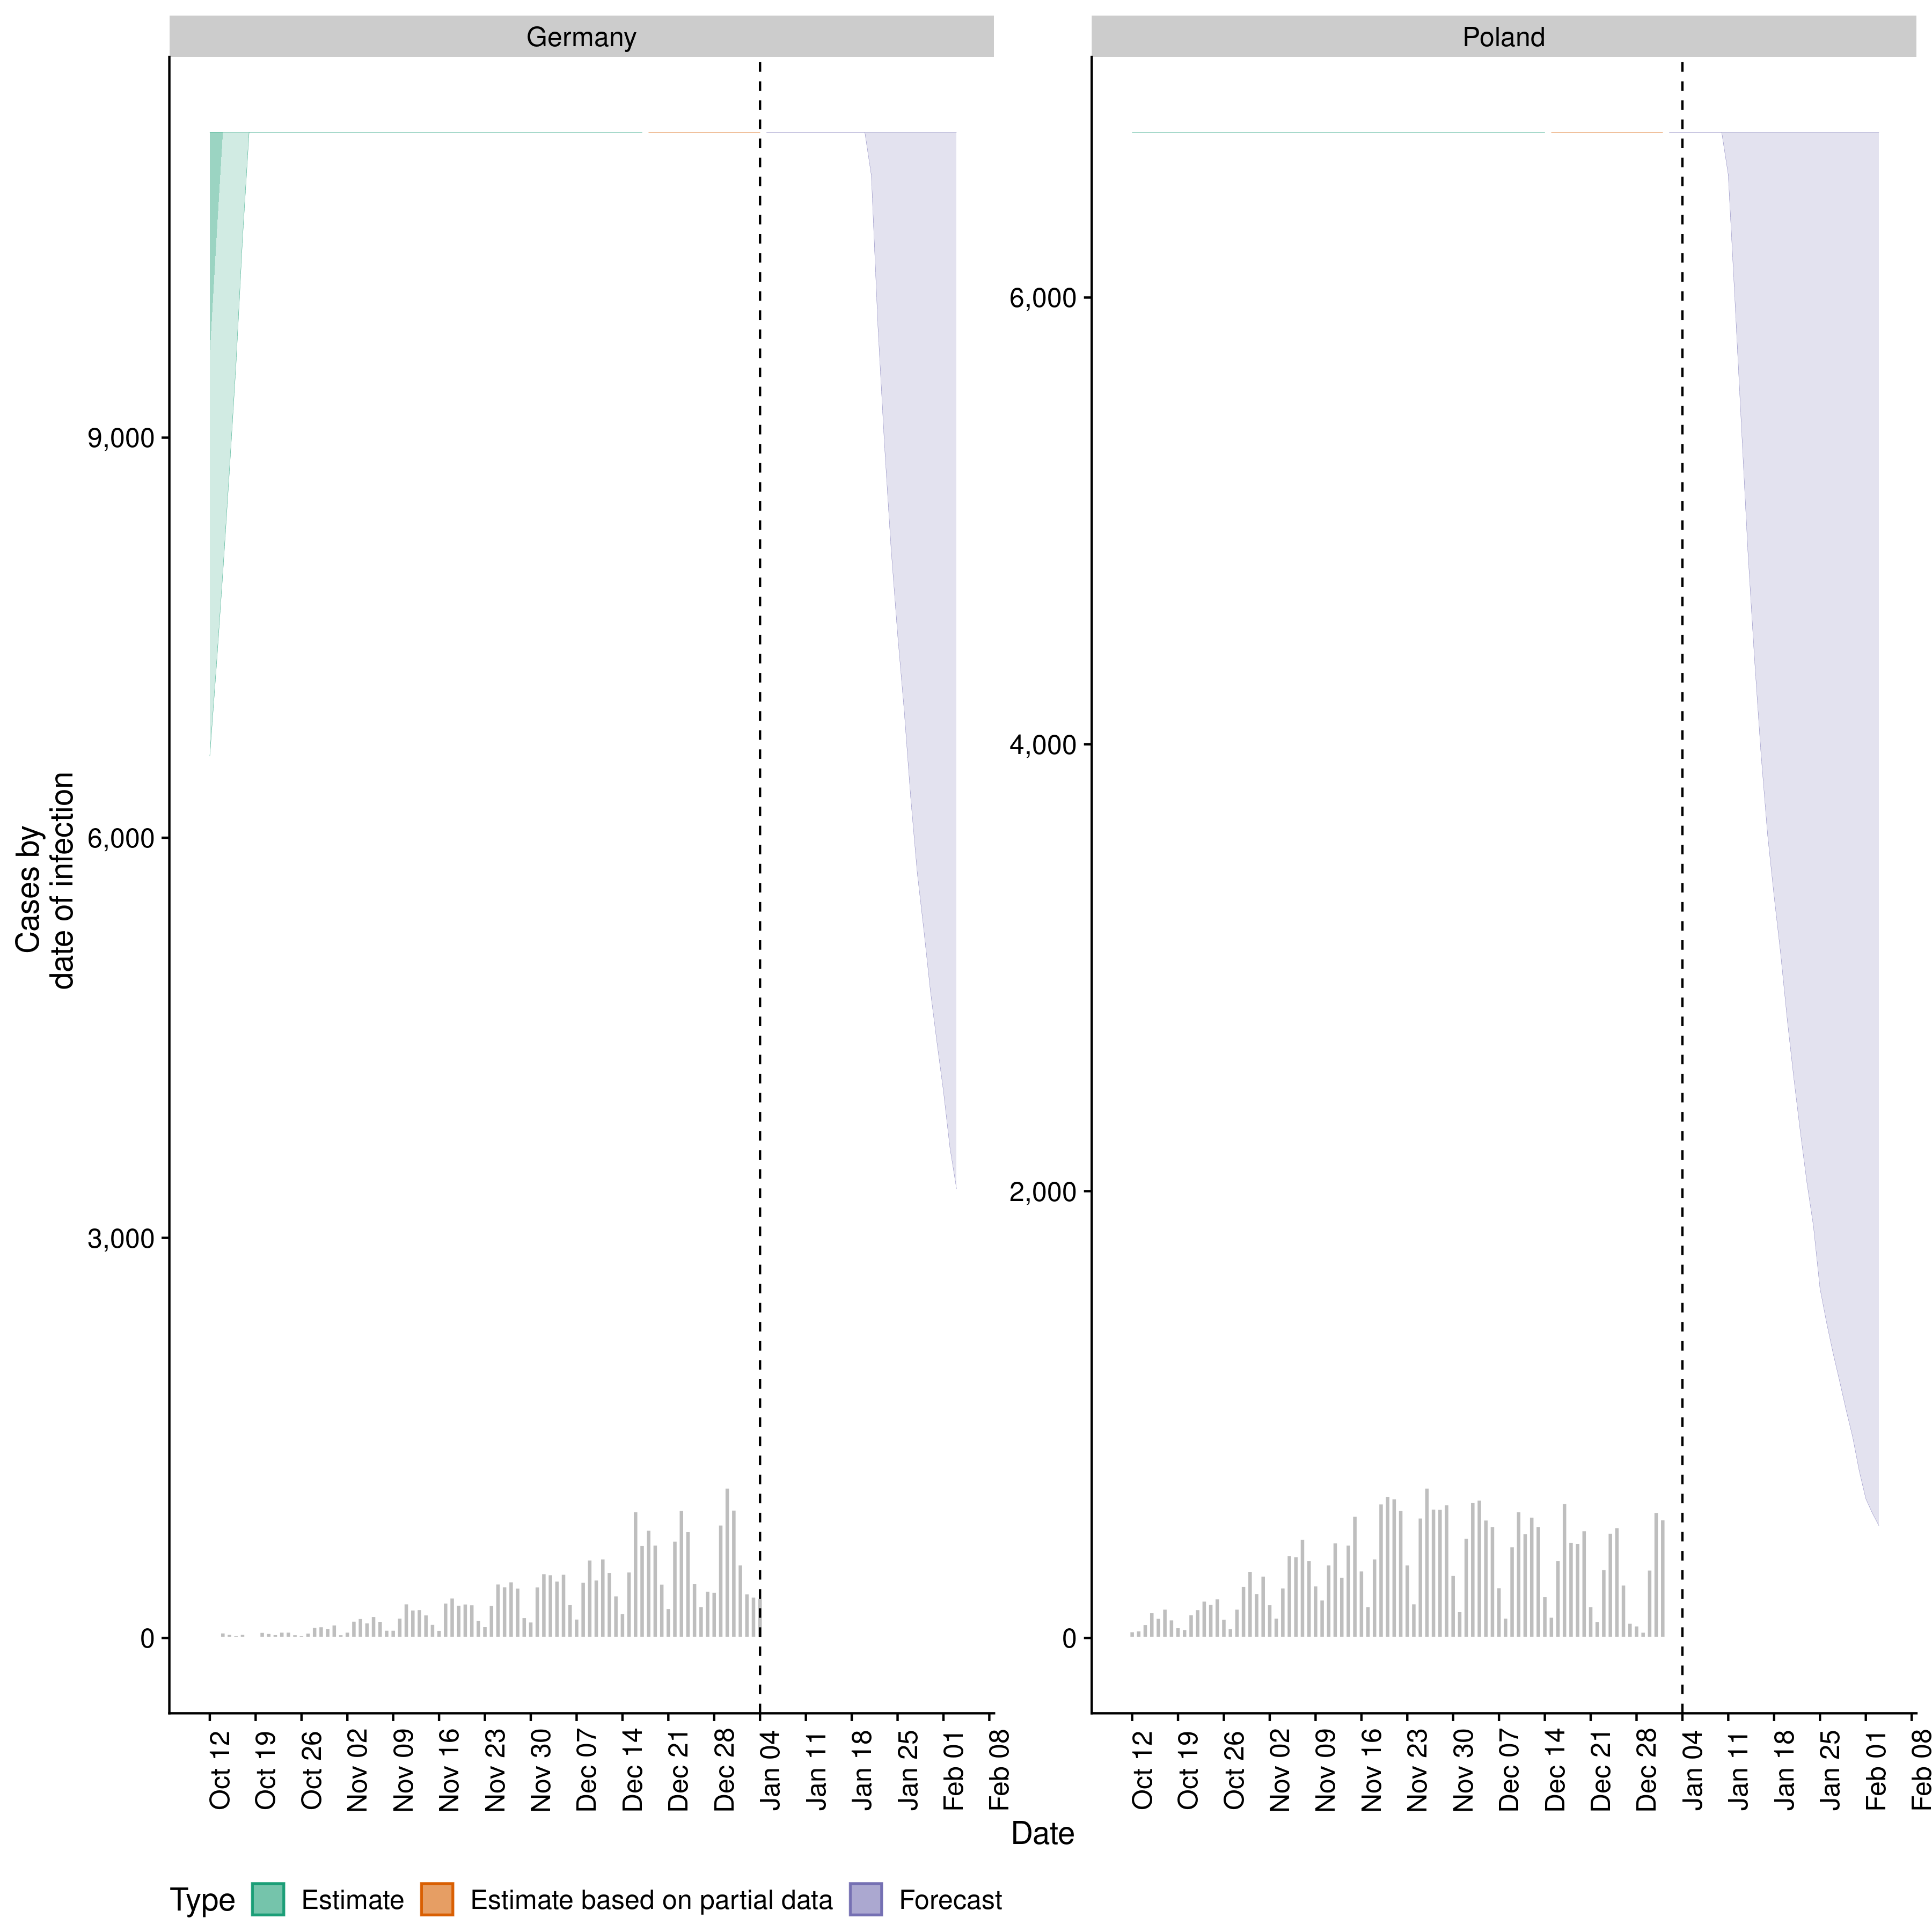 Germany
Poland
Cases by
date of infection
9,000
6,000
3,000
0
6,000
4,000
2,000
0
Oct 12
Oct 19
Oct 26
Nov 02
Nov 09
Nov 16
Nov 23
Nov 30
Dec 07
Dec 14
Dec 21
Dec 28
Jan 04
Jan 11
Jan 18
Jan 25
Feb 01
Feb 08
Oct 12
Oct 19
Oct 26
Nov 02
Nov 09
Nov 16
Nov 23
Nov 30
Dec 07
Dec 14
Dec 21
Dec 28
Jan 04
Jan 11
Jan 18
Jan 25
Feb 01
Feb 08
Date
Type Estimate Estimate based on partial data Forecast